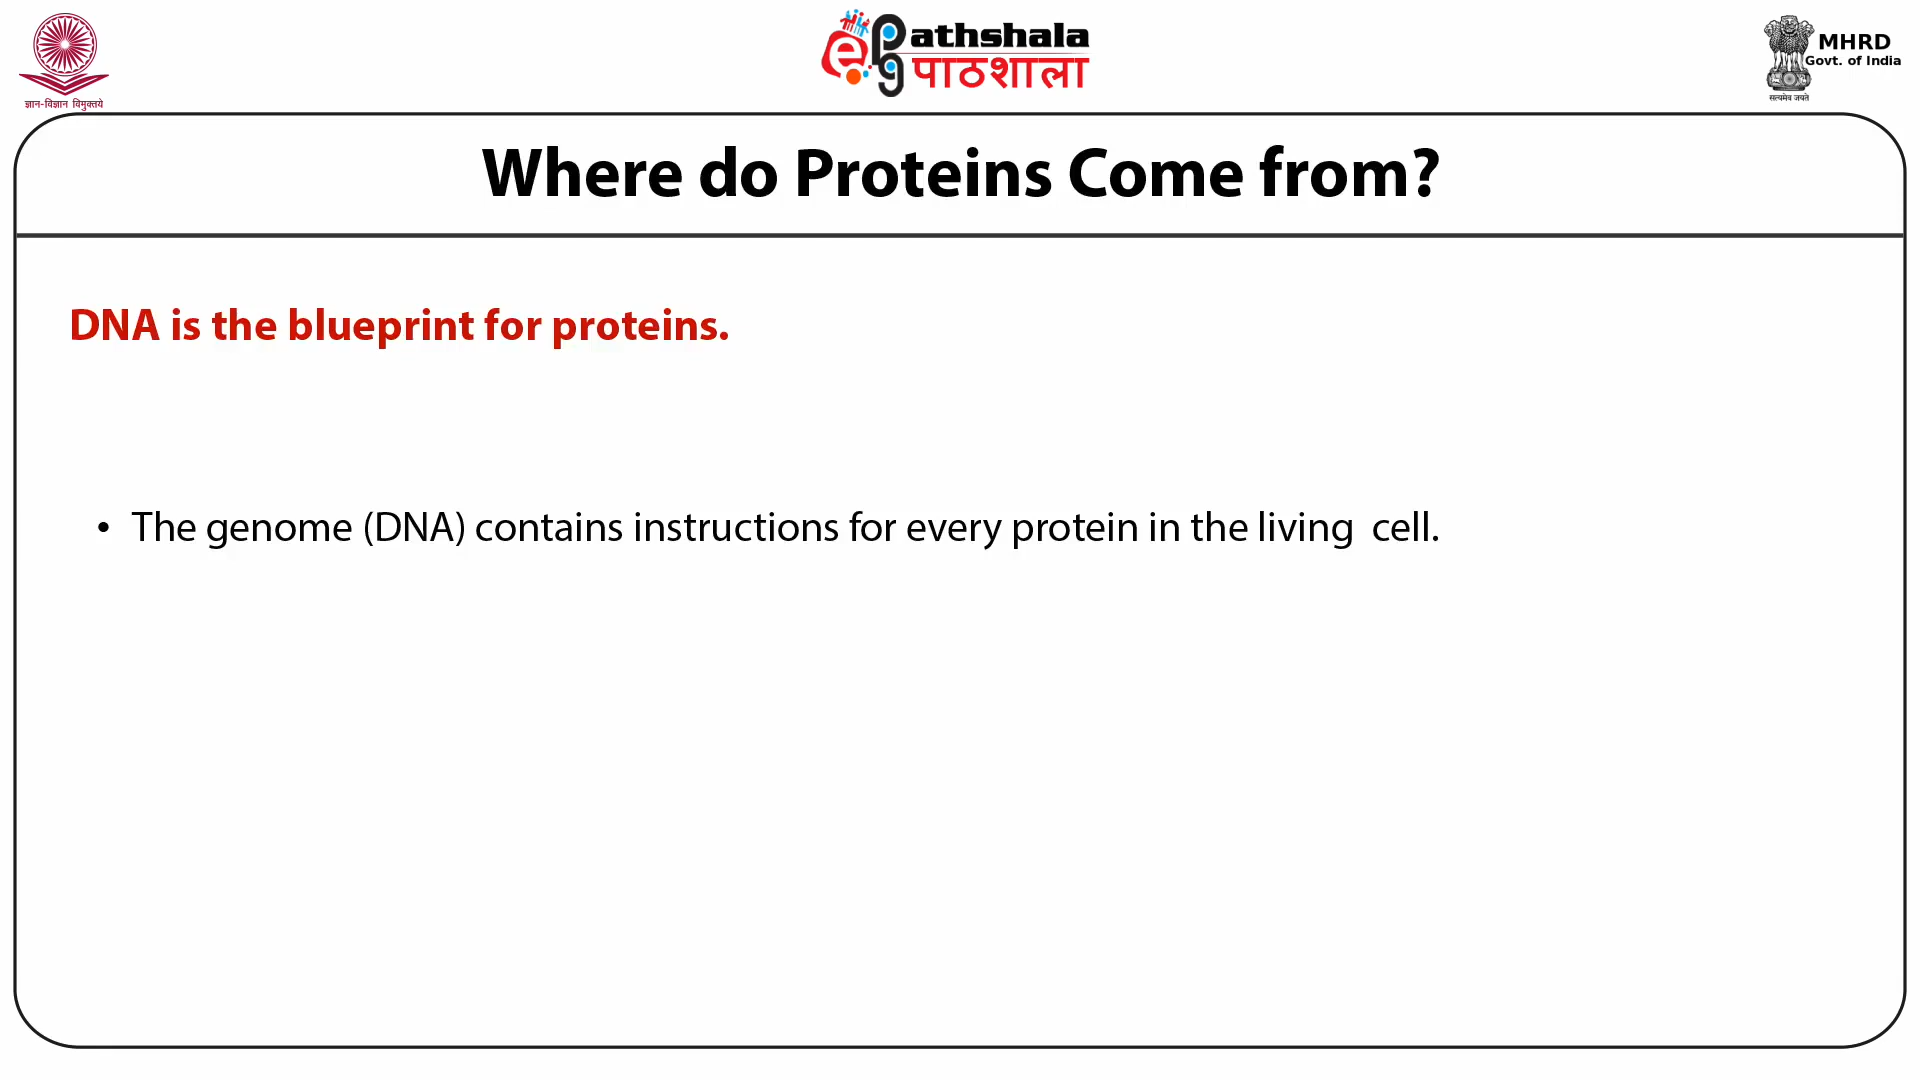 ज्ञान-विज्ञान विमुक्तये
e pg athshala
पाठशाला
MHRD
Govt. of India
सत्यमेव जयते
Where do Proteins Come from?
DNA is the blueprint for proteins.
• The genome (DNA) contains instructions for every protein in the living cell.